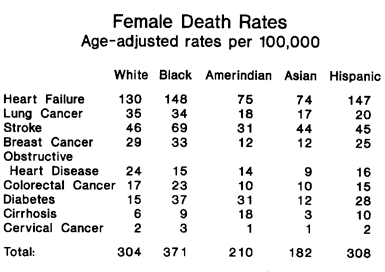 Female Death Rates
Age-adjusted rates per 100,000
White Black Amerindian Asian Hispanic
Heart Failure 130 148 75 74 147
Lung Cancer 35 34 18 17 20
Stroke 46 69 31 44 45
Breast Cancer 29 33 12 12 25
Obstructive
Heart Disease 24 15 14 9 16
Colorectal Cancer 17 23 10 10 15
Diabetes 15 37 31 12 28
Cirrhosis 6 9 18 3 10
Cervical Cancer 2 3 1 1 2
Total: 304 371 210 182 308